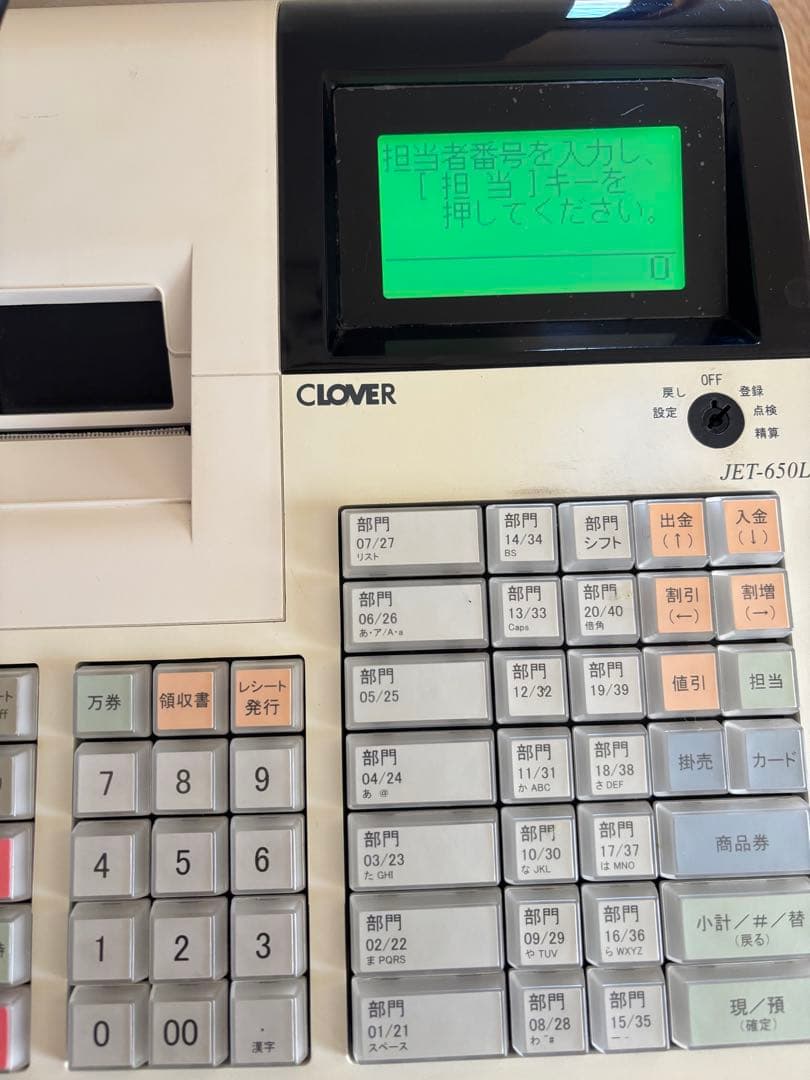 担当者番号を入力し、
[ 担 当 ]キーを
押してください。
0
CLOVER
OFF
戻し
登録
設定
点検
精算
JET-650L
部門
07/27
リスト
部門
14/34
BS
部門
シフト
出金
(↑)
入金
(↓)
部門
06/26
あ・ア/A・a
部門
13/33
Caps
部門
20/40
倍角
割引
(←)
割増
(→)
部門
05/25
部門
12/32
部門
19/39
値引
担当
万券
領収書
レシート
発行
部門
04/24
あ @
部門
11/31
か ABC
部門
18/38
さ DEF
掛売
カード
7
8
9
部門
03/23
た GHI
部門
10/30
な JKL
部門
17/37
は MNO
商品券
4
5
6
部門
02/22
ま PQRS
部門
09/29
や TUV
部門
16/36
ら WXYZ
小計/#/替
(戻る)
1
2
3
部門
01/21
スペース
部門
08/28
わ゛#
部門
15/35
現/預
(確定)
0
00
.
漢字